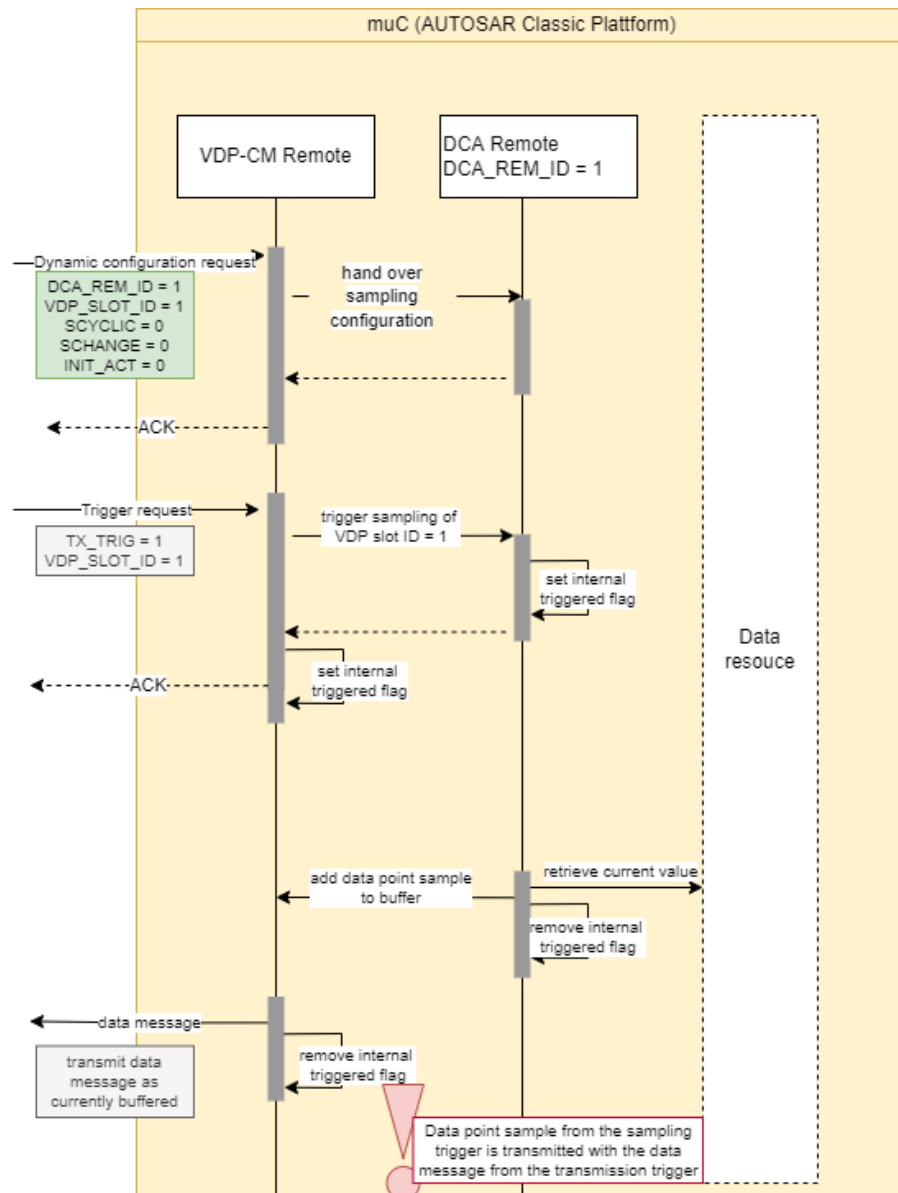 muC (AUTOSAR Classic Plattform)
VDP-CM Remote
DCA Remote
DCA_REM_ID = 1
Dynamic configuration request
DCA_REM_ID = 1
VDP_SLOT_ID = 1
SCYCLIC = 0
SCHANGE = 0
INIT_ACT = 0
hand over
sampling
configuration
ACK
Trigger request
TX_TRIG = 1
VDP_SLOT_ID = 1
trigger sampling of
VDP slot ID = 1
set internal
triggered flag
Data
resouce
set internal
triggered flag
ACK
retrieve current value
add data point sample
to buffer
remove internal
triggered flag
data message
transmit data
message as
currently buffered
remove internal
triggered flag
Data point sample from the sampling
trigger is transmitted with the data
message from the transmission trigger